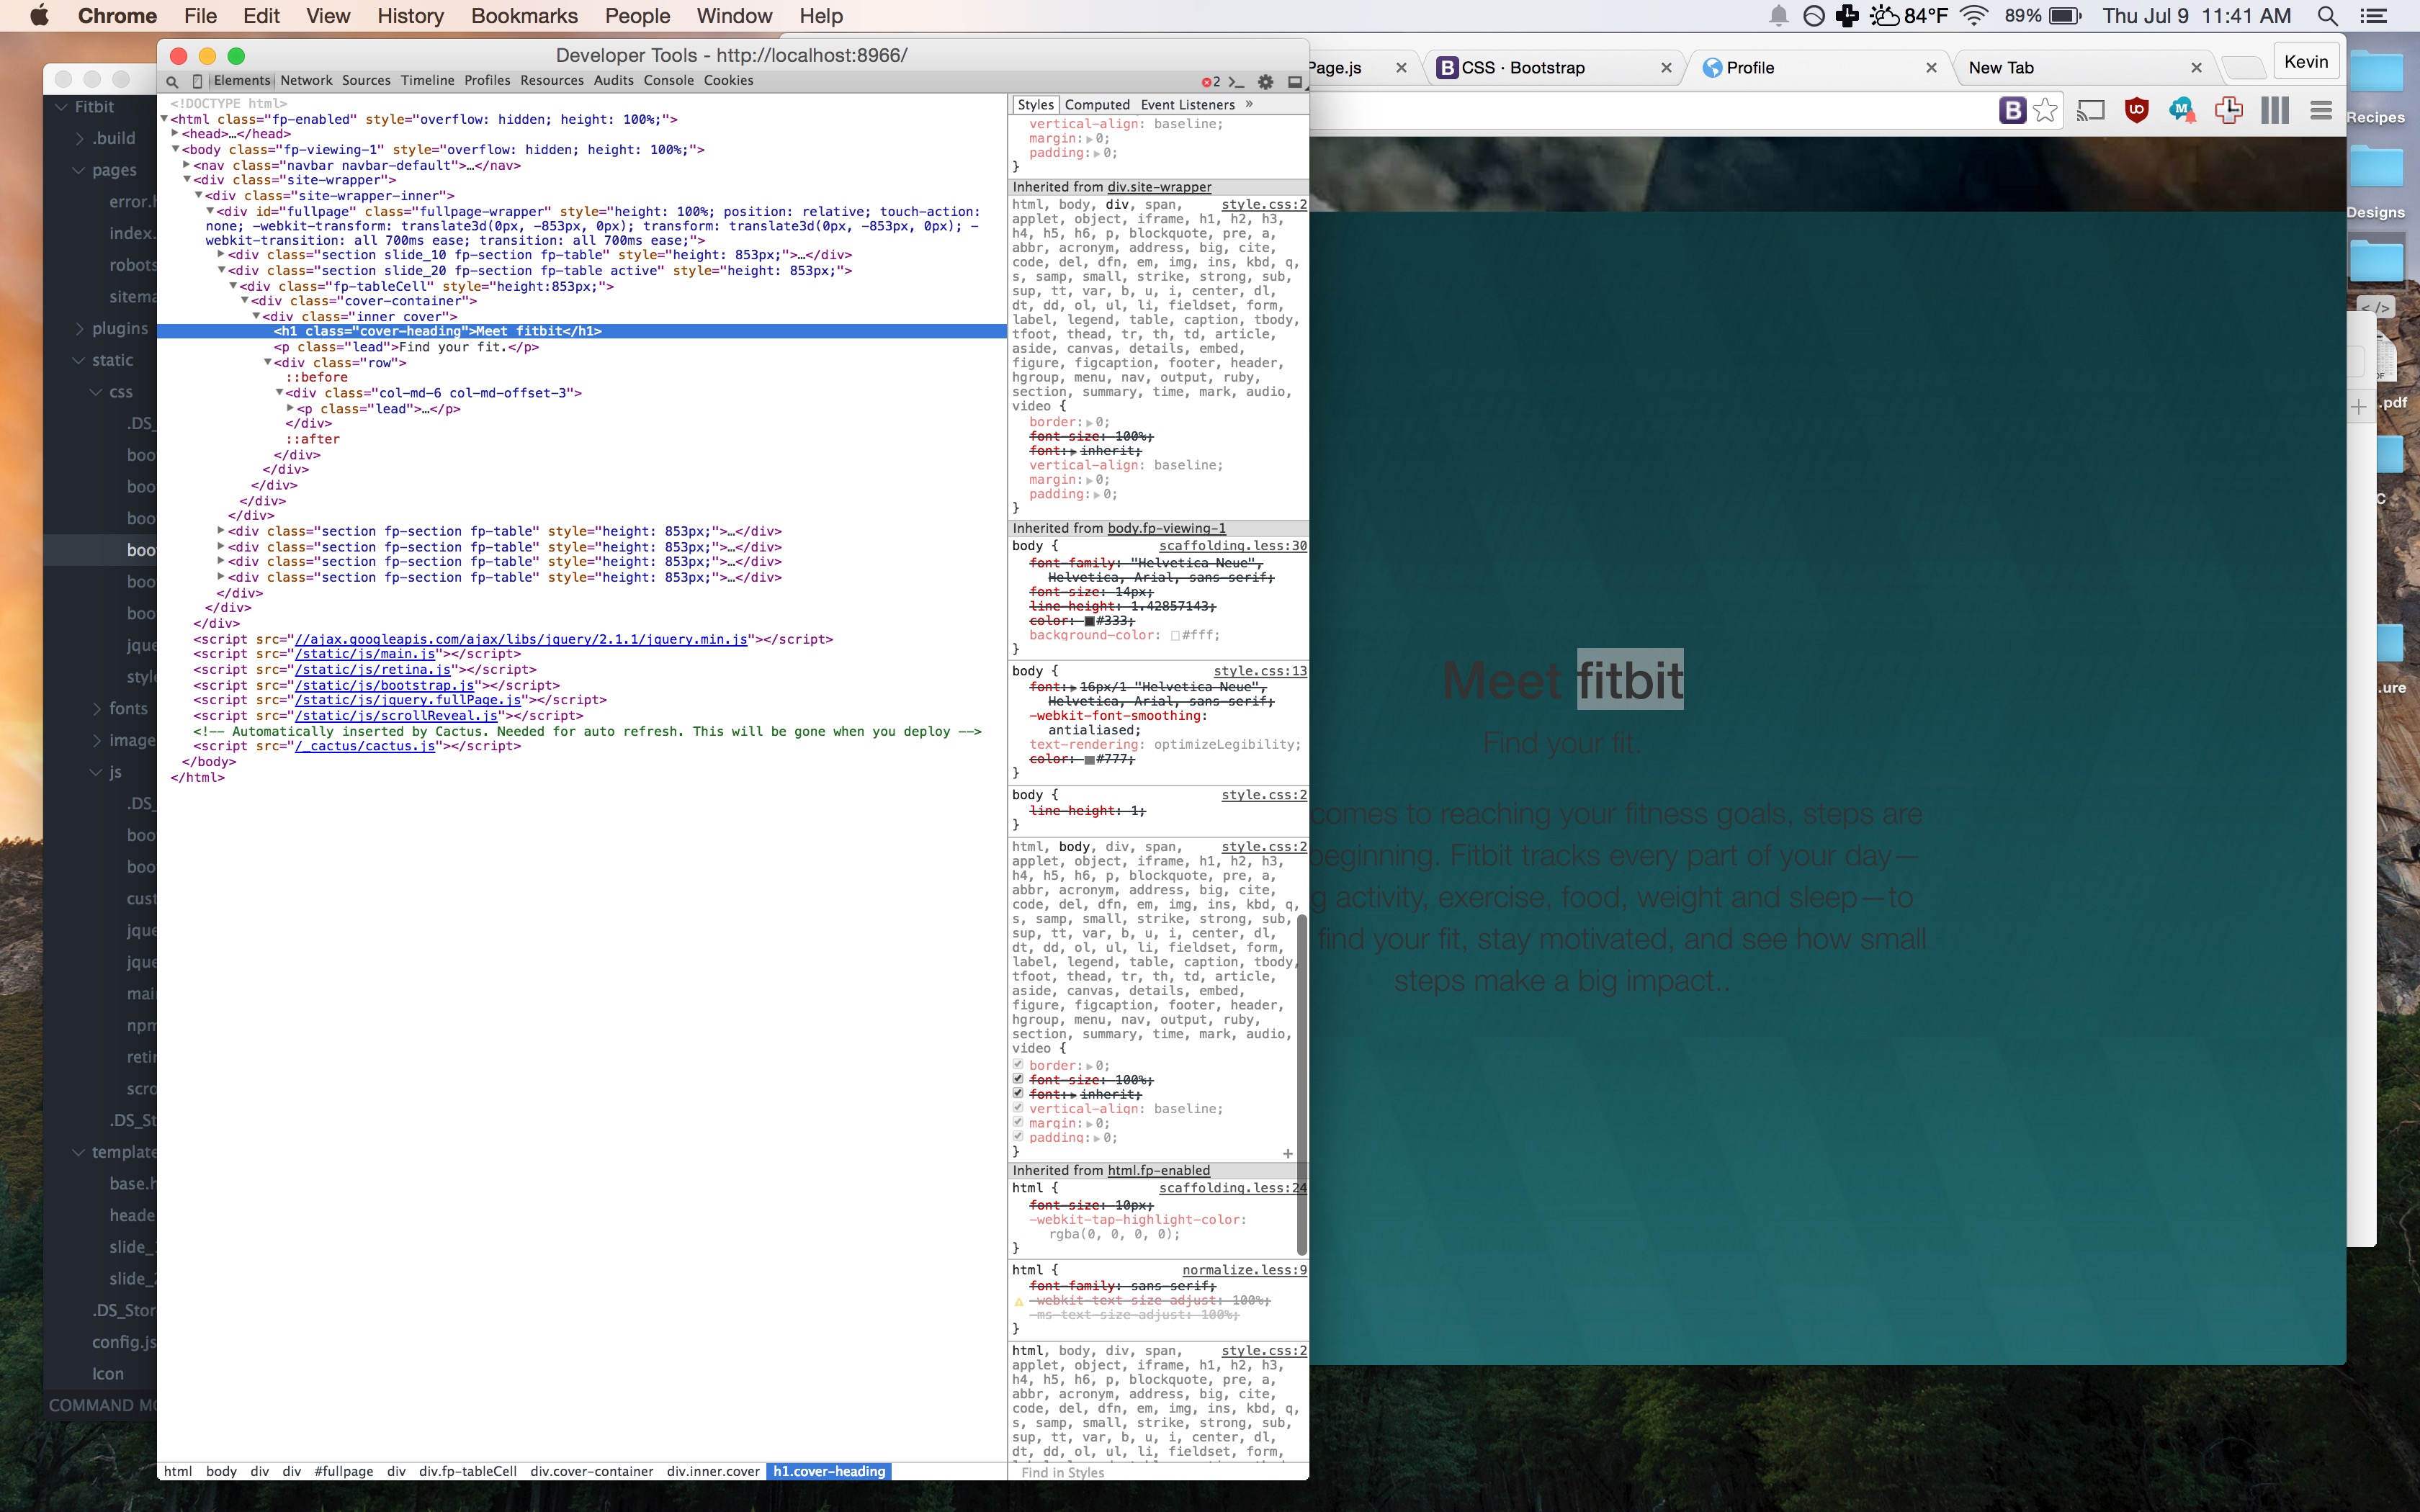 Chrome File Edit View History Bookmarks People Window Help 84°F 89% Thu Jul 9 11:41 AM
Developer Tools - http://localhost:8966/
Elements Network Sources Timeline Profiles Resources Audits Console Cookies 2
Page.js CSS · Bootstrap Profile New Tab Kevin
Fitbit
.build
pages
error.h
index.
robots
sitema
plugins
static
css
.DS_
boo
boo
boo
boo
boo
boo
jque
style
fonts
image
js
.DS_
boo
boo
cust
jque
jque
mai
npm
retin
scro
.DS_St
template
base.h
heade
slide_
slide_2
.DS_Stor
config.js
Icon
COMMAND MO
<!DOCTYPE html>
<html class="fp-enabled" style="overflow: hidden; height: 100%;">
<head>…</head>
<body class="fp-viewing-1" style="overflow: hidden; height: 100%;">
<nav class="navbar navbar-default">…</nav>
<div class="site-wrapper">
<div class="site-wrapper-inner">
<div id="fullpage" class="fullpage-wrapper" style="height: 100%; position: relative; touch-action:
none; -webkit-transform: translate3d(0px, -853px, 0px); transform: translate3d(0px, -853px, 0px); -
webkit-transition: all 700ms ease; transition: all 700ms ease;">
<div class="section slide_10 fp-section fp-table" style="height: 853px;">…</div>
<div class="section slide_20 fp-section fp-table active" style="height: 853px;">
<div class="fp-tableCell" style="height:853px;">
<div class="cover-container">
<div class="inner cover">
<h1 class="cover-heading">Meet fitbit</h1>
<p class="lead">Find your fit.</p>
<div class="row">
::before
<div class="col-md-6 col-md-offset-3">
<p class="lead">…</p>
</div>
::after
</div>
</div>
</div>
</div>
</div>
<div class="section fp-section fp-table" style="height: 853px;">…</div>
<div class="section fp-section fp-table" style="height: 853px;">…</div>
<div class="section fp-section fp-table" style="height: 853px;">…</div>
<div class="section fp-section fp-table" style="height: 853px;">…</div>
</div>
</div>
</div>
<script src="//ajax.googleapis.com/ajax/libs/jquery/2.1.1/jquery.min.js"></script>
<script src="/static/js/main.js"></script>
<script src="/static/js/retina.js"></script>
<script src="/static/js/bootstrap.js"></script>
<script src="/static/js/jquery.fullPage.js"></script>
<script src="/static/js/scrollReveal.js"></script>
<!-- Automatically inserted by Cactus. Needed for auto refresh. This will be gone when you deploy -->
<script src="/_cactus/cactus.js"></script>
</body>
</html>
html body div div #fullpage div div.fp-tableCell div.cover-container div.inner.cover h1.cover-heading
Styles Computed Event Listeners »
vertical-align: baseline;
margin: 0;
padding: 0;
}
Inherited from div.site-wrapper
html, body, div, span, style.css:2
applet, object, iframe, h1, h2, h3,
h4, h5, h6, p, blockquote, pre, a,
abbr, acronym, address, big, cite,
code, del, dfn, em, img, ins, kbd, q,
s, samp, small, strike, strong, sub,
sup, tt, var, b, u, i, center, dl,
dt, dd, ol, ul, li, fieldset, form,
label, legend, table, caption, tbody,
tfoot, thead, tr, th, td, article,
aside, canvas, details, embed,
figure, figcaption, footer, header,
hgroup, menu, nav, output, ruby,
section, summary, time, mark, audio,
video {
border: 0;
font-size: 100%;
font: inherit;
vertical-align: baseline;
margin: 0;
padding: 0;
}
Inherited from body.fp-viewing-1
body { scaffolding.less:30
font-family: "Helvetica Neue",
Helvetica, Arial, sans-serif;
font-size: 14px;
line-height: 1.42857143;
color: #333;
background-color: #fff;
}
body { style.css:13
font: 16px/1 "Helvetica Neue",
Helvetica, Arial, sans-serif;
-webkit-font-smoothing:
antialiased;
text-rendering: optimizeLegibility;
color: #777;
}
body { style.css:2
line-height: 1;
}
html, body, div, span, style.css:2
applet, object, iframe, h1, h2, h3,
h4, h5, h6, p, blockquote, pre, a,
abbr, acronym, address, big, cite,
code, del, dfn, em, img, ins, kbd, q,
s, samp, small, strike, strong, sub,
sup, tt, var, b, u, i, center, dl,
dt, dd, ol, ul, li, fieldset, form,
label, legend, table, caption, tbody,
tfoot, thead, tr, th, td, article,
aside, canvas, details, embed,
figure, figcaption, footer, header,
hgroup, menu, nav, output, ruby,
section, summary, time, mark, audio,
video {
border: 0;
font-size: 100%;
font: inherit;
vertical-align: baseline;
margin: 0;
padding: 0;
}
Inherited from html.fp-enabled
html { scaffolding.less:24
font-size: 10px;
-webkit-tap-highlight-color:
rgba(0, 0, 0, 0);
}
html { normalize.less:9
font-family: sans-serif;
-webkit-text-size-adjust: 100%;
-ms-text-size-adjust: 100%;
}
html, body, div, span, style.css:2
applet, object, iframe, h1, h2, h3,
h4, h5, h6, p, blockquote, pre, a,
abbr, acronym, address, big, cite,
code, del, dfn, em, img, ins, kbd, q,
s, samp, small, strike, strong, sub,
sup, tt, var, b, u, i, center, dl,
dt, dd, ol, ul, li, fieldset, form,
Find in Styles
Meet fitbit
Find your fit.
comes to reaching your fitness goals, steps are
beginning. Fitbit tracks every part of your day—
g activity, exercise, food, weight and sleep—to
find your fit, stay motivated, and see how small
steps make a big impact..
Recipes
Designs
</>
.pdf
C
.ure